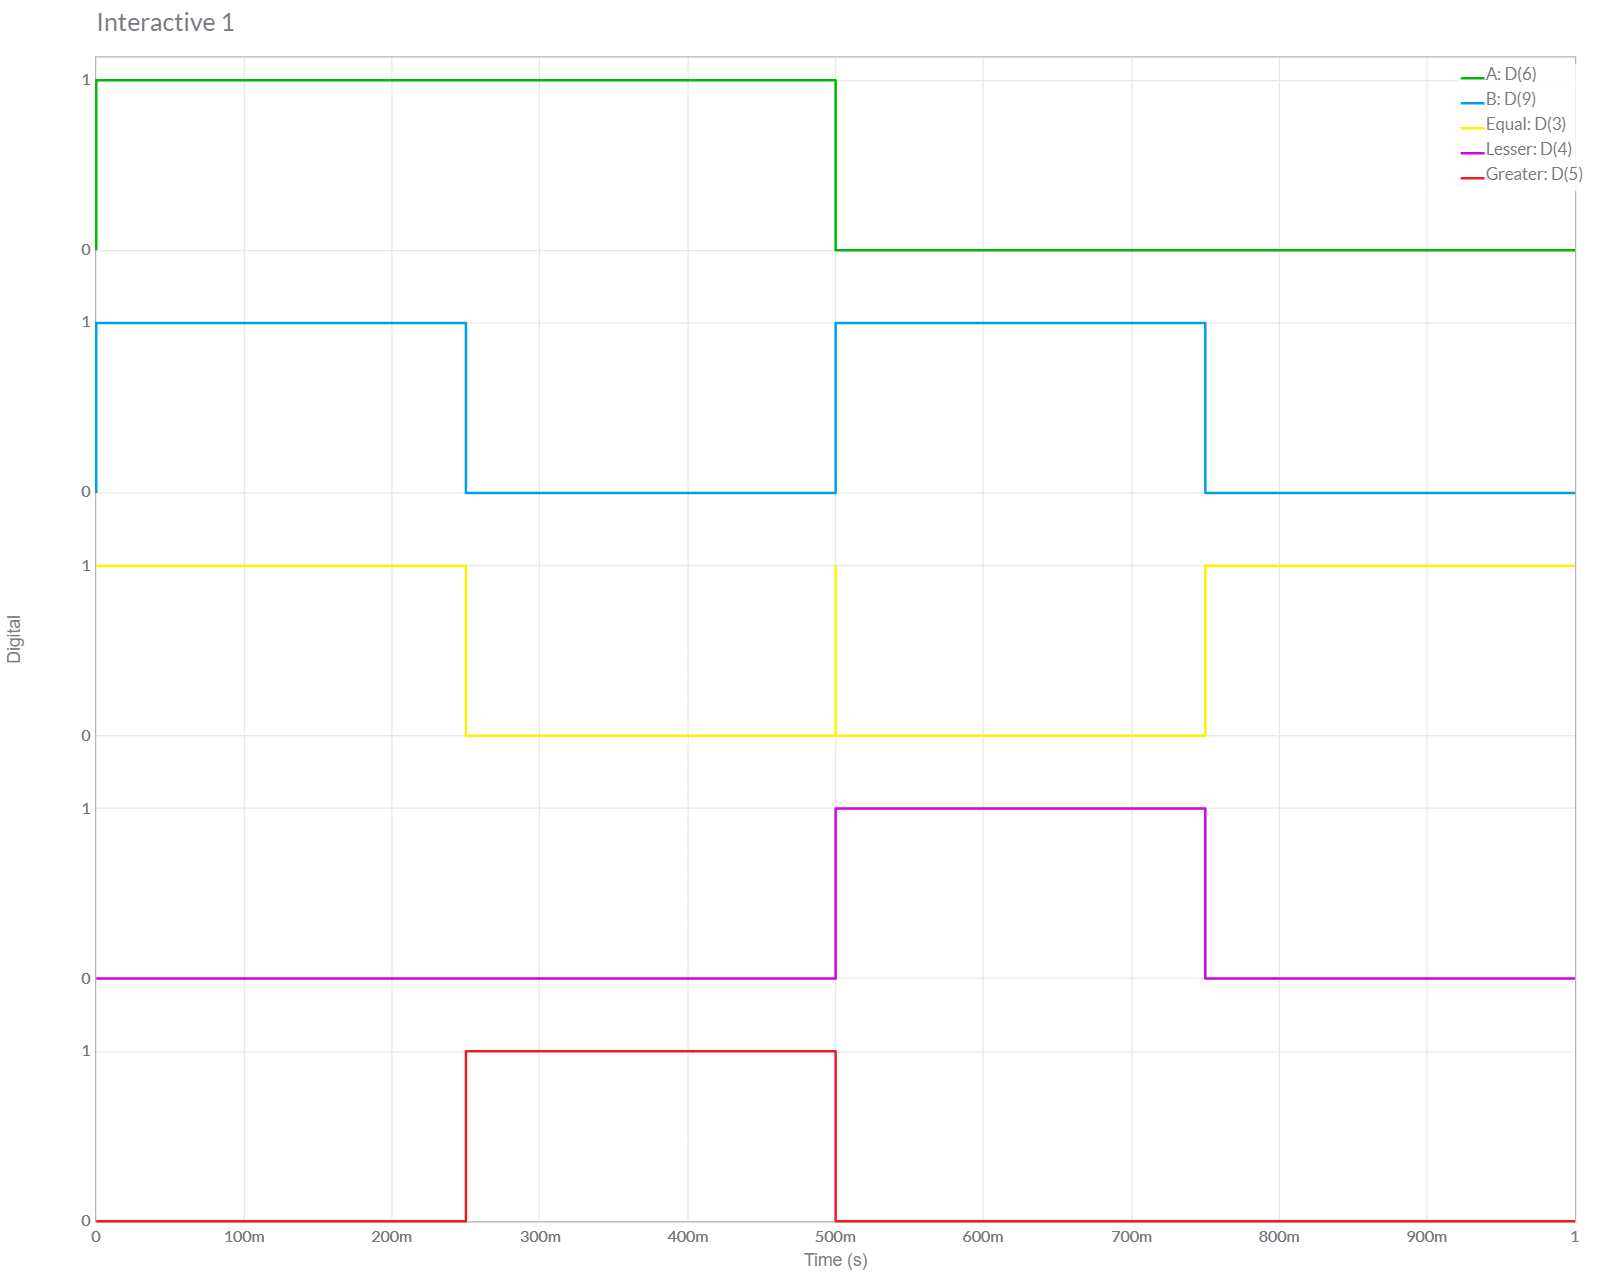 Interactive 1
A: D(6)
B: D(9)
Equal: D(3)
Lesser: D(4)
Greater: D(5)
1
0
1
0
1
0
1
0
1
0
Digital
0 100m 200m 300m 400m 500m 600m 700m 800m 900m 1
Time (s)